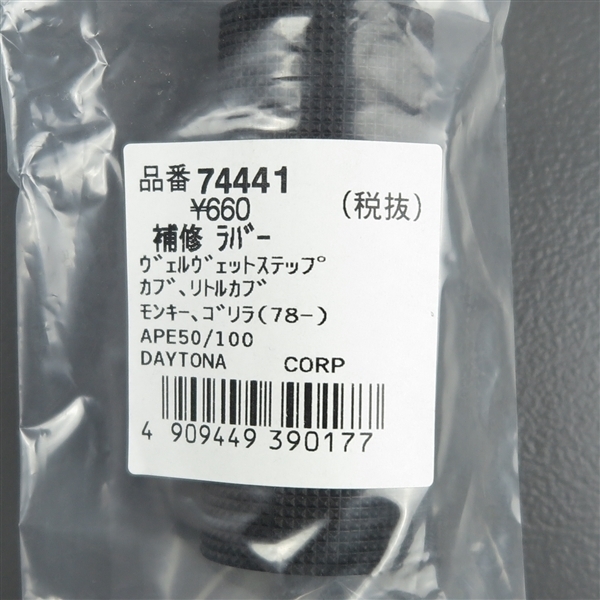 品番 74441
¥660 (税抜)
補修 ﾗﾊﾞｰ
ｳﾞｪﾙｳﾞｪｯﾄｽﾃｯﾌﾟ
ｶﾌﾞ､ﾘﾄﾙｶﾌﾞ
ﾓﾝｷｰ､ｺﾞﾘﾗ(78-)
APE50/100
DAYTONA CORP
4 909449 390177